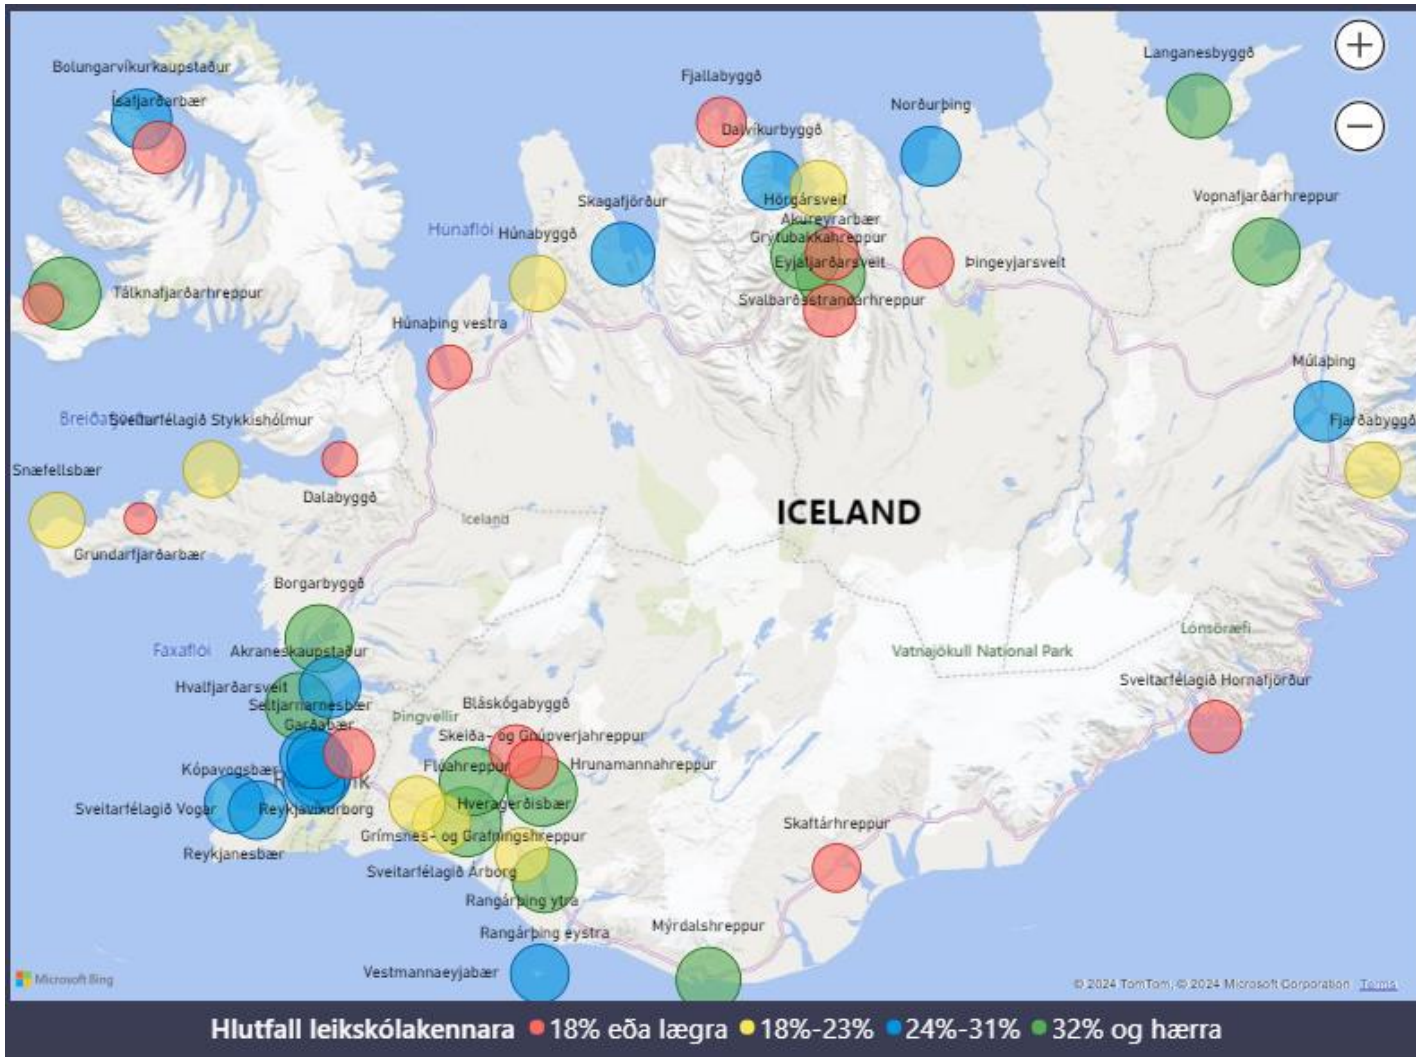 Langanesbyggð
Bolungarvíkurkaupstaður
Fjallabyggð
Ísafjarðarbær
Norðurþing
Dalvíkurbyggð
Vopnafjarðarhreppur
Skagafjörður
Hörgársveit
Akureyrarbær
Húnaflói
Húnabyggð
Grýtubakkahreppur
Eyjafjarðarsveit
Þingeyjarsveit
Tálknafjarðarhreppur
Svalbarðsstrandarhreppur
Húnaþing vestra
Múlaþing
Sveitarfélagið Stykkishólmur
Fjarðabyggð
Snæfellsbær
Dalabyggð
ICELAND
Iceland
Grundarfjarðarbær
Borgarbyggð
Lónsöræfi
Faxaflói
Akraneskaupstaður
Vatnajökull National Park
Sveitarfélagið Hornafjörður
Hvalfjarðarsveit
Seltjarnarnesbær
Bláskógabyggð
Þingvellir
Garðabær
Skeiða- og Gnúpverjahreppur
Flóahreppur
Hrunamannahreppur
Kópavogsbær
Hveragerðisbær
Sveitarfélagið Vogar
Reykjavíkurborg
Skaftárhreppur
Grímsnes- og Grafningshreppur
Reykjanesbær
Sveitarfélagið Árborg
Rangárþing ytra
Mýrdalshreppur
Rangárþing eystra
Vestmannaeyjabær
Microsoft Bing
© 2024 TomTom, © 2024 Microsoft Corporation Terms
Hlutfall leikskólakennara 18% eða lægra 18%-23% 24%-31% 32% og hærra